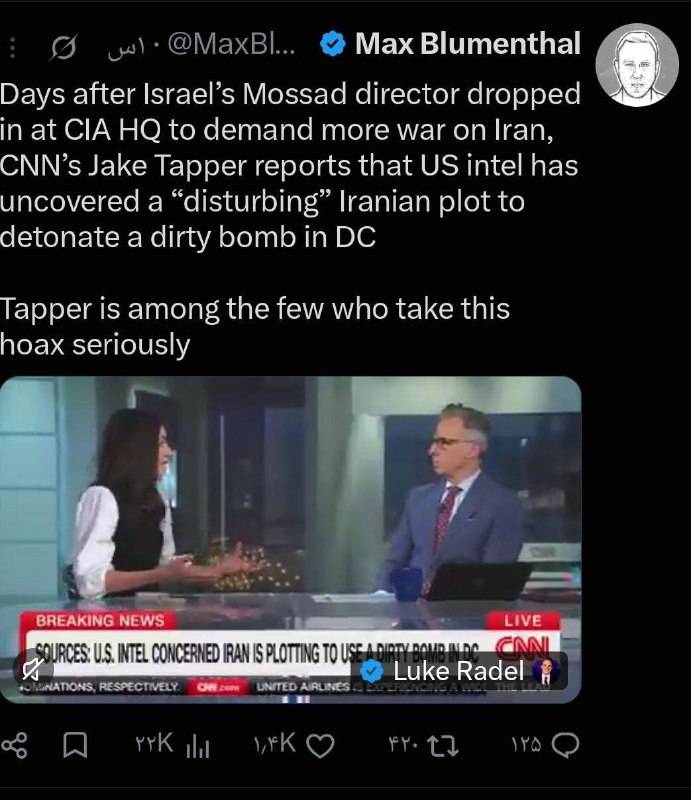 Max Blumenthal @MaxBl... · ۱س
Days after Israel’s Mossad director dropped
in at CIA HQ to demand more war on Iran,
CNN’s Jake Tapper reports that US intel has
uncovered a “disturbing” Iranian plot to
detonate a dirty bomb in DC
Tapper is among the few who take this
hoax seriously
BREAKING NEWS
LIVE
SOURCES: U.S. INTEL CONCERNED IRAN IS PLOTTING TO USE A DIRTY BOMB IN DC
CNN
Luke Radel
NATIONS, RESPECTIVELY. CNN.com UNITED AIRLINES
۲۲K ۱,۴K ۴۲۰ ۱۲۵